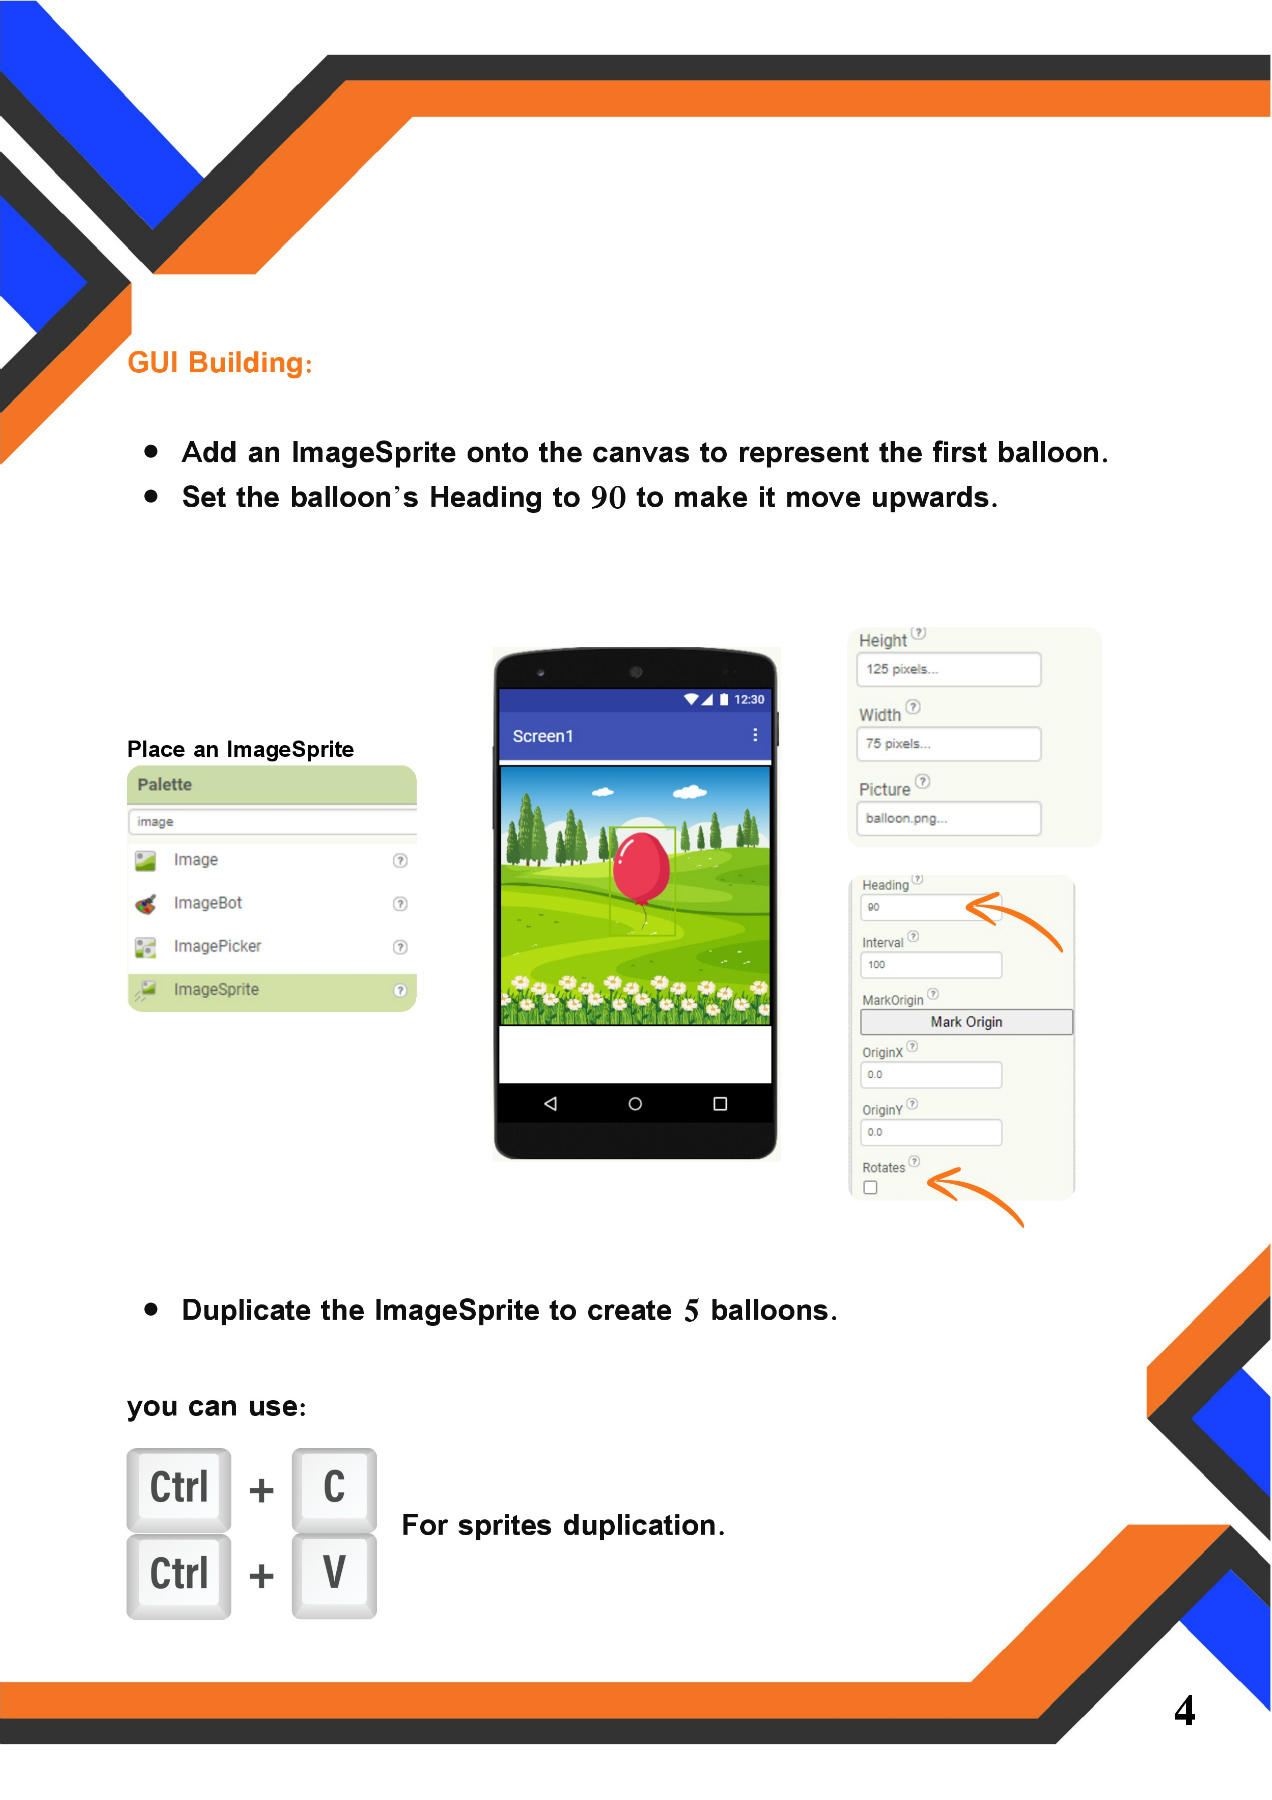 GUI Building:
• Add an ImageSprite onto the canvas to represent the first balloon.
• Set the balloon's Heading to 90 to make it move upwards.
Place an ImageSprite
Palette
image
Image ?
ImageBot ?
ImagePicker ?
ImageSprite ?
12:30
Screen1
Height ?
125 pixels...
Width ?
75 pixels...
Picture ?
balloon.png...
Heading ?
90
Interval ?
100
MarkOrigin ?
Mark Origin
OriginX ?
0.0
OriginY ?
0.0
Rotates ?
• Duplicate the ImageSprite to create 5 balloons.
you can use:
Ctrl + C
For sprites duplication.
Ctrl + V
4